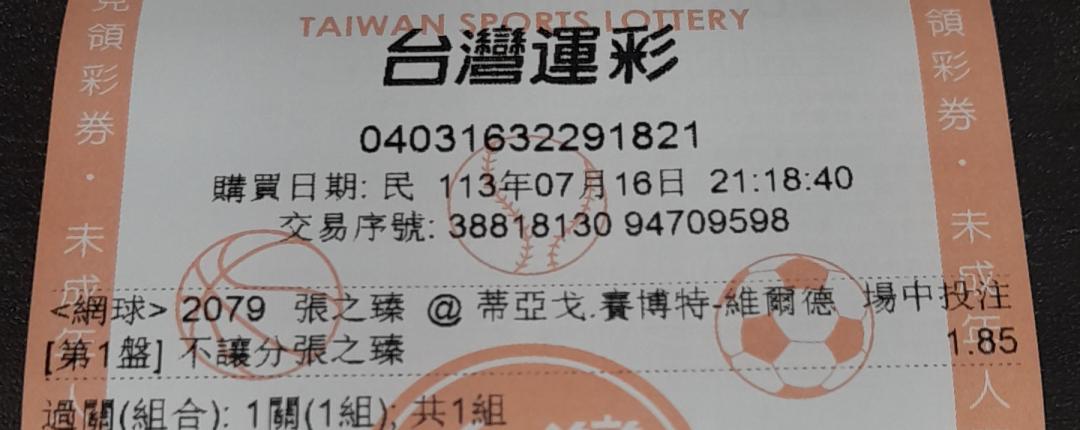 TAIWAN SPORTS LOTTERY
台灣運彩
04031632291821
購買日期: 民 113年07月16日 21:18:40
交易序號: 38818130 94709598
<網球> 2079 張之臻 @ 蒂亞戈.賽博特-維爾德 場中投注
[第1盤] 不讓分張之臻 1.85
過關(組合): 1關(1組); 共1組
領彩券·未成年人
領彩券·未成年人